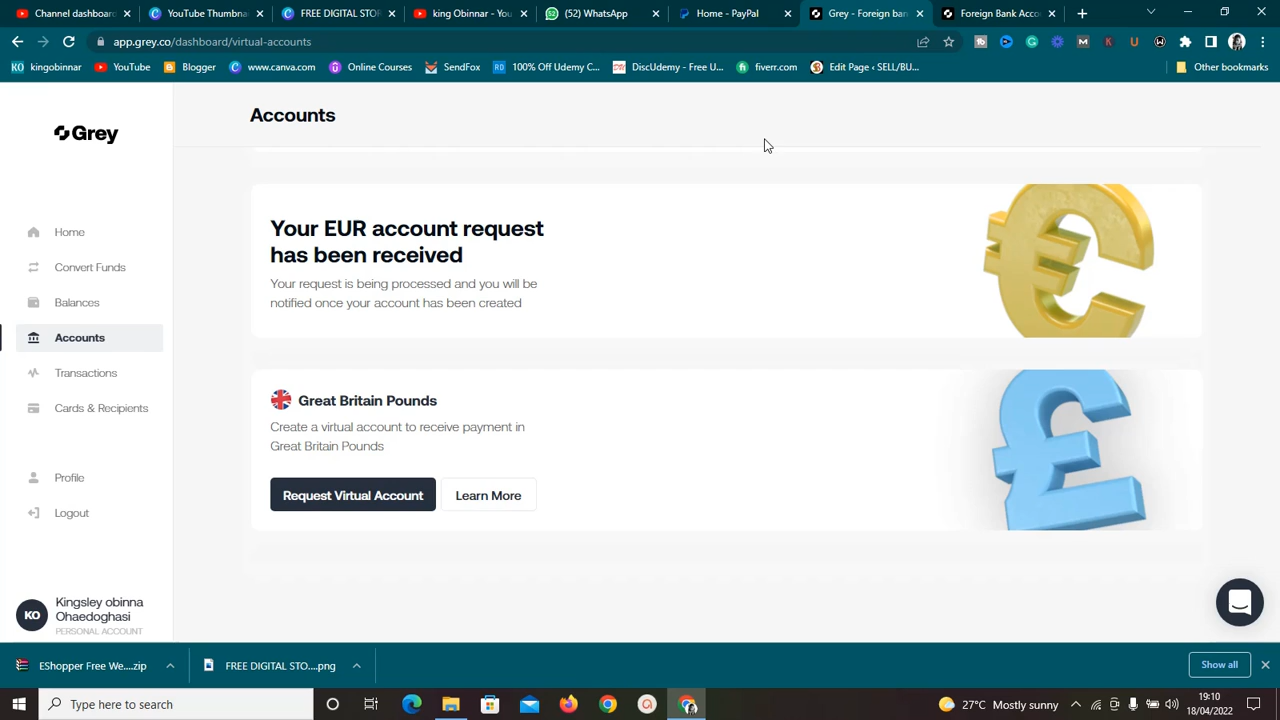 Channel dashboard
YouTube Thumbna
FREE DIGITAL STOR
king Obinnar - You
(52) WhatsApp
Home - PayPal
Grey - Foreign ban
Foreign Bank Acco
app.grey.co/dashboard/virtual-accounts
kingobinnar
YouTube
Blogger
www.canva.com
Online Courses
SendFox
100% Off Udemy C...
DiscUdemy - Free U...
fiverr.com
Edit Page ‹ SELL/BU...
Other bookmarks
Grey
Accounts
Home
Convert Funds
Balances
Accounts
Transactions
Cards & Recipients
Profile
Logout
KO
Kingsley obinna
Ohaedoghasi
PERSONAL ACCOUNT
Your EUR account request
has been received
Your request is being processed and you will be
notified once your account has been created
Great Britain Pounds
Create a virtual account to receive payment in
Great Britain Pounds
Request Virtual Account
Learn More
EShopper Free We....zip
FREE DIGITAL STO....png
Show all
Type here to search
27°C Mostly sunny
19:10
18/04/2022